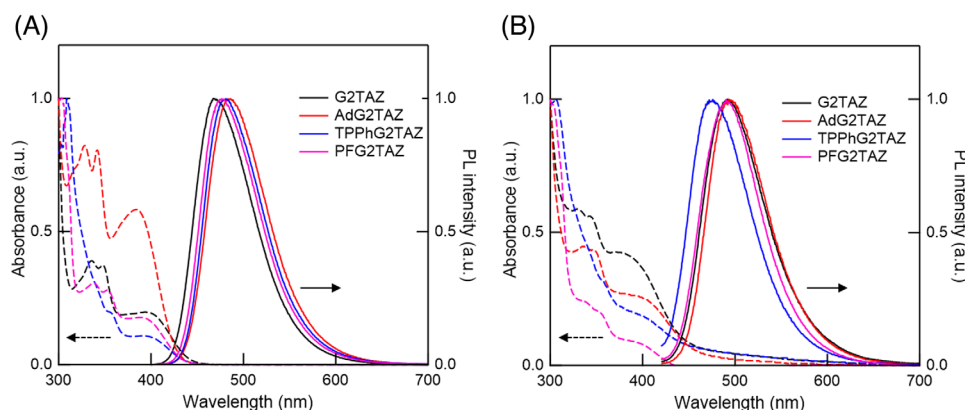 (A)
Absorbance (a.u.)
1.0
0.5
0.0
300
400
500
600
700
Wavelength (nm)
G2TAZ
AdG2TAZ
TPPhG2TAZ
PFG2TAZ
1.0
0.5
0.0
PL intensity (a.u.)
(B)
Absorbance (a.u.)
1.0
0.5
0.0
300
400
500
600
700
Wavelength (nm)
G2TAZ
AdG2TAZ
TPPhG2TAZ
PFG2TAZ
1.0
0.5
0.0
PL intensity (a.u.)